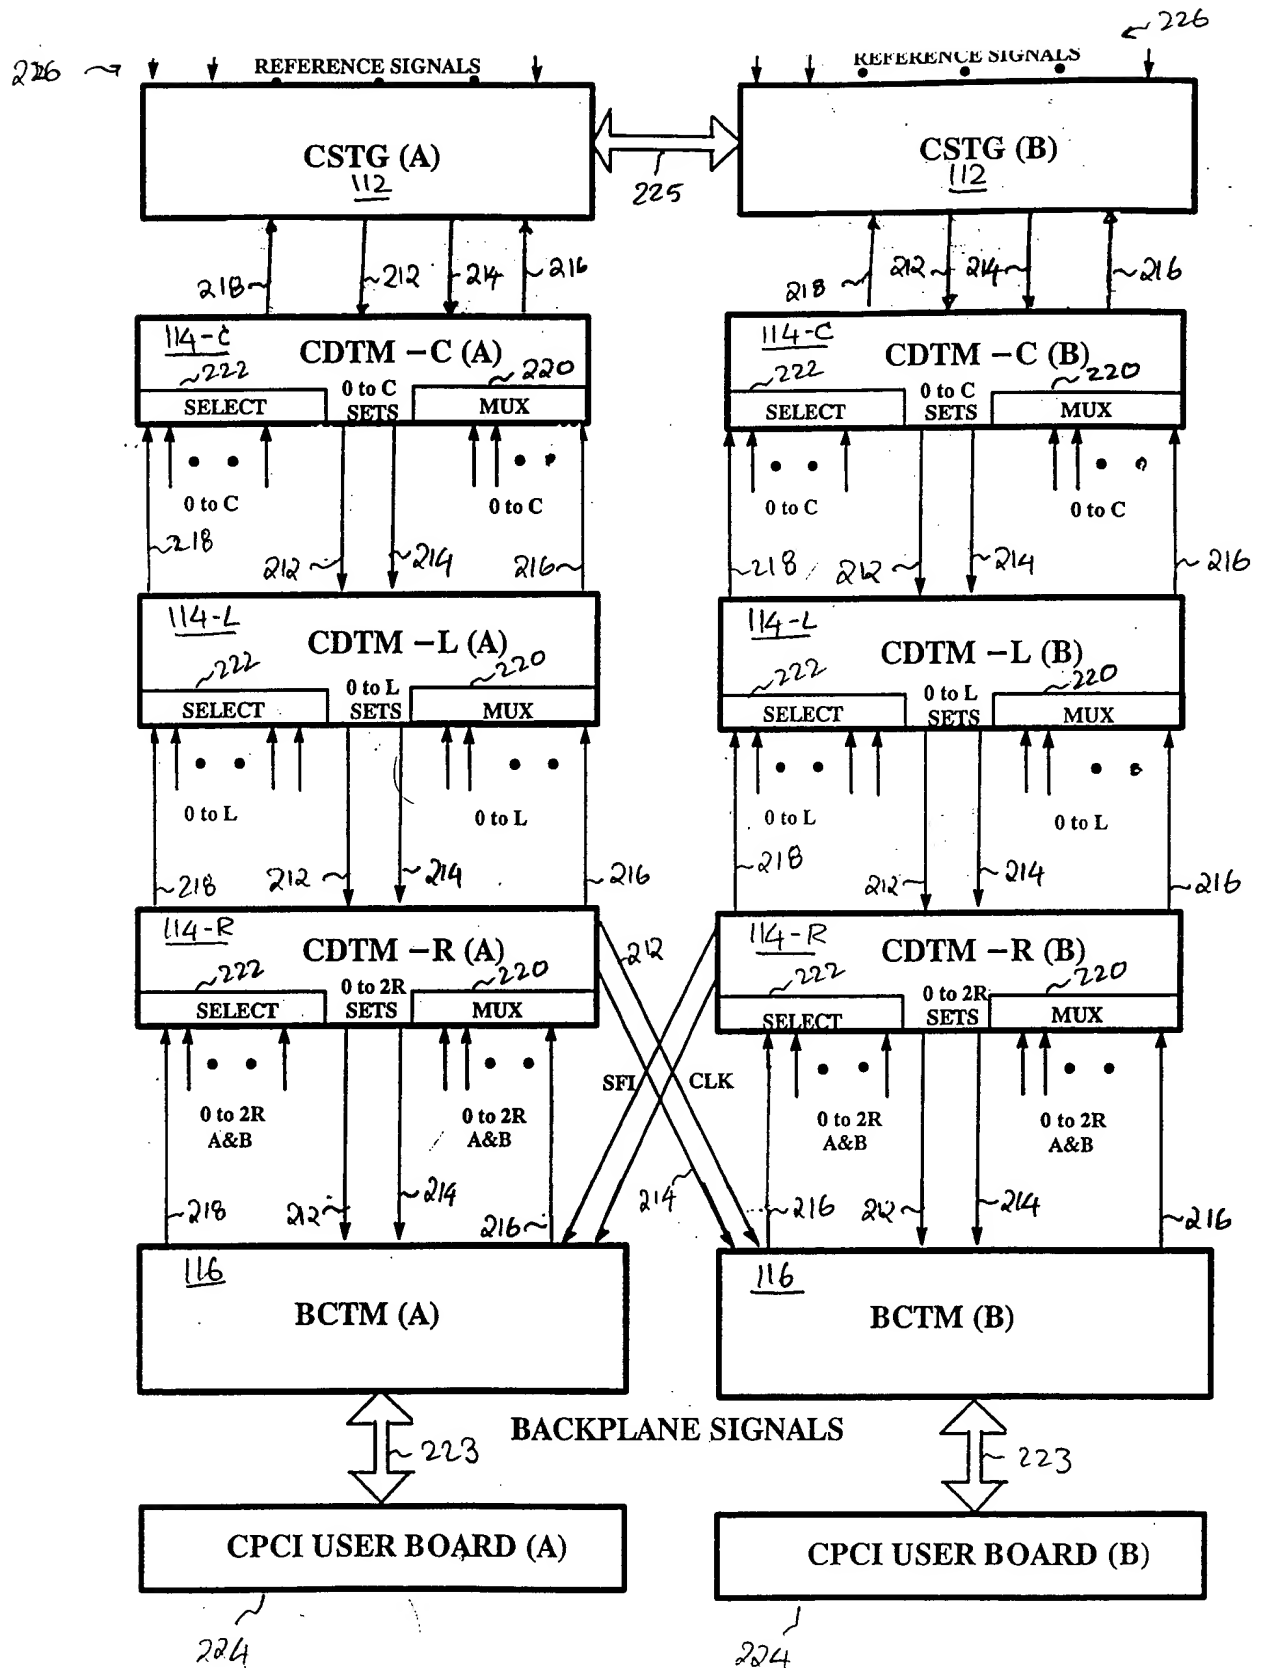 226
226
REFERENCE SIGNALS
REFERENCE SIGNALS
CSTG (A)
112
225
CSTG (B)
112
218
212
214
216
218
212
214
216
114-C
CDTM – C (A)
222
0 to C
220
SELECT
SETS
MUX
114-C
CDTM – C (B)
222
0 to C
220
SELECT
SETS
MUX
0 to C
0 to C
0 to C
0 to C
218
212
214
216
218
212
214
216
114-L
CDTM – L (A)
222
0 to L
220
SELECT
SETS
MUX
114-L
CDTM – L (B)
222
0 to L
220
SELECT
SETS
MUX
0 to L
0 to L
0 to L
0 to L
218
212
214
216
218
212
214
216
114-R
CDTM – R (A)
222
0 to 2R
220
SELECT
SETS
MUX
212
114-R
CDTM – R (B)
222
0 to 2R
220
SELECT
SETS
MUX
SFI
CLK
0 to 2R
A&B
0 to 2R
A&B
0 to 2R
A&B
0 to 2R
A&B
218
212
214
216
214
216
212
214
216
116
BCTM (A)
116
BCTM (B)
BACKPLANE SIGNALS
223
223
CPCI USER BOARD (A)
CPCI USER BOARD (B)
224
224